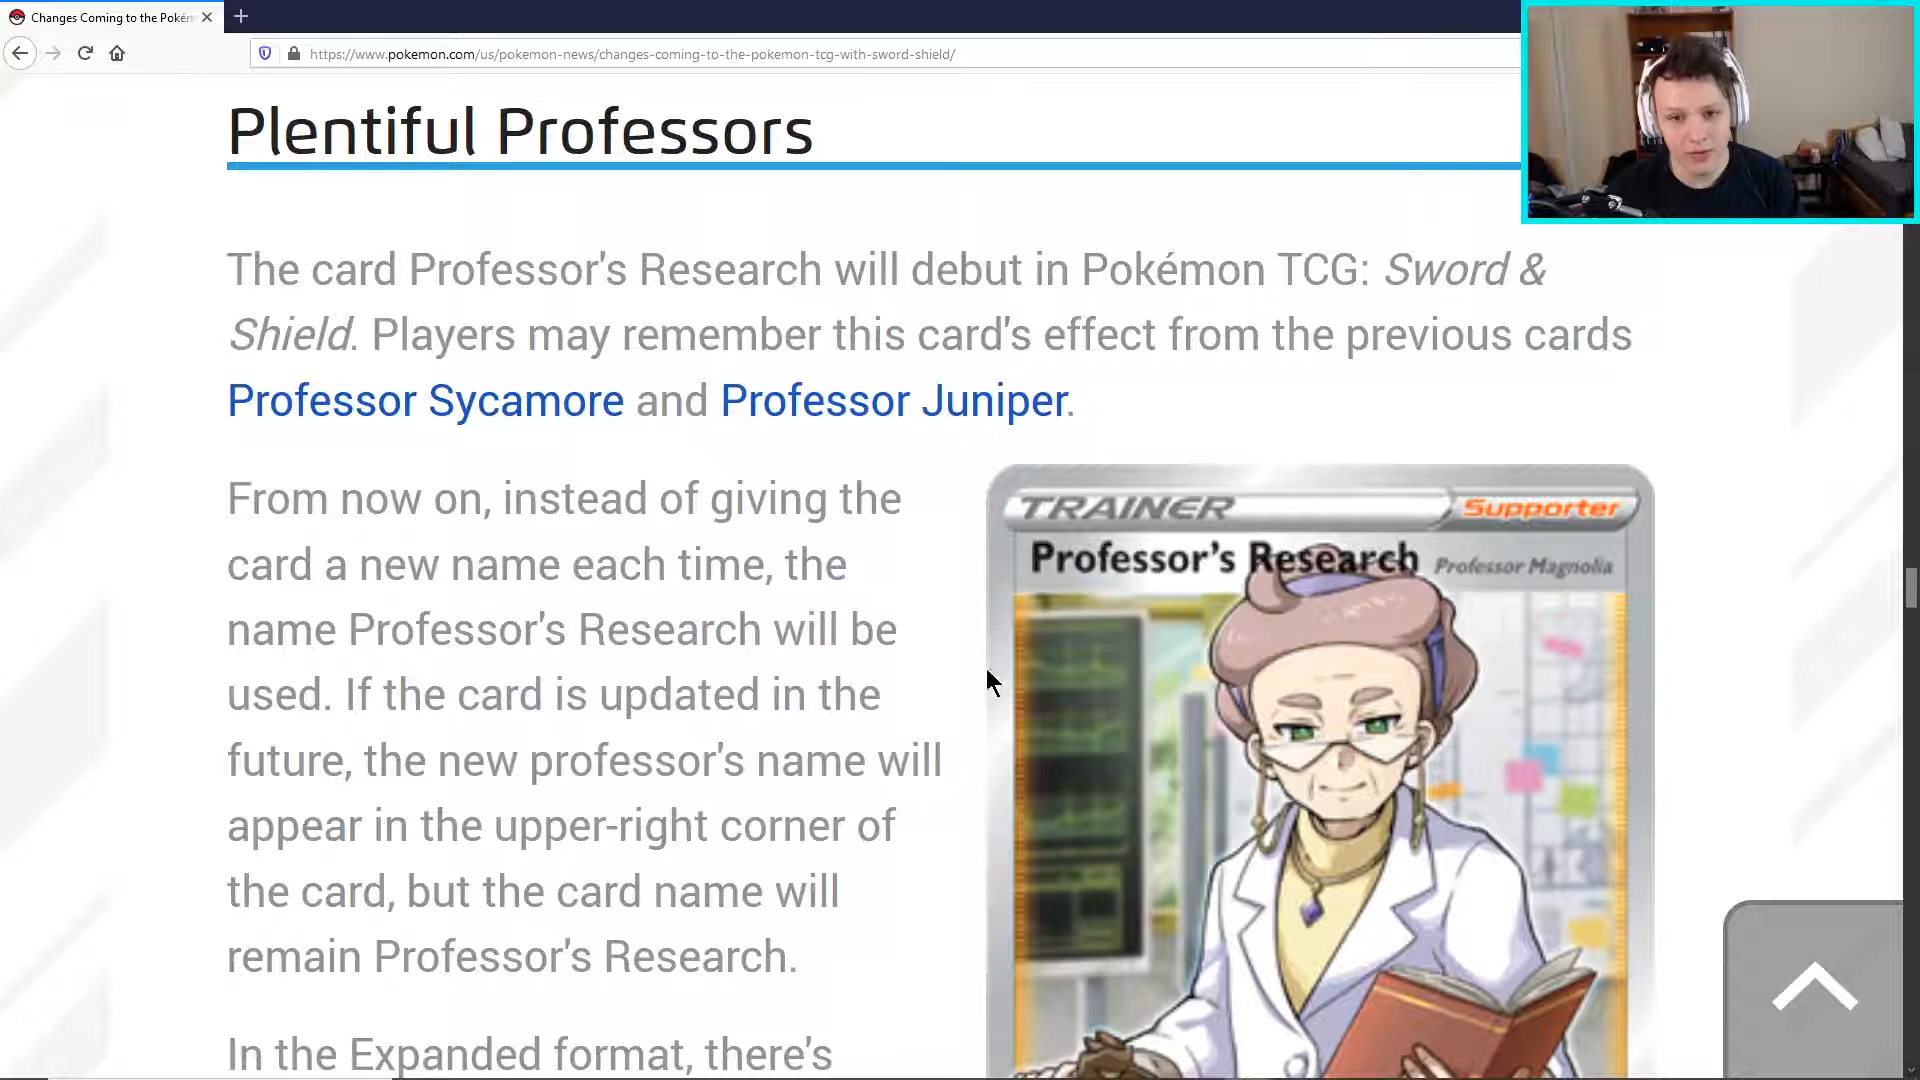 Changes Coming to the Pokém
https://www.pokemon.com/us/pokemon-news/changes-coming-to-the-pokemon-tcg-with-sword-shield/
Plentiful Professors
The card Professor's Research will debut in Pokémon TCG: Sword &
Shield. Players may remember this card's effect from the previous cards
Professor Sycamore and Professor Juniper.
From now on, instead of giving the
card a new name each time, the
name Professor's Research will be
used. If the card is updated in the
future, the new professor's name will
appear in the upper-right corner of
the card, but the card name will
remain Professor's Research.
In the Expanded format, there's
TRAINER Supporter
Professor's Research Professor Magnolia